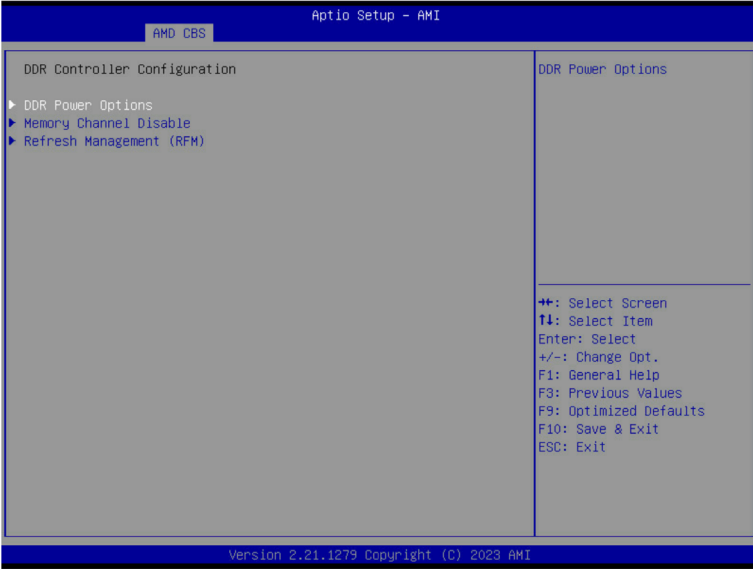 Aptio Setup - AMI
AMD CBS
DDR Controller Configuration
DDR Power Options
Memory Channel Disable
Refresh Management (RFM)
DDR Power Options
→←: Select Screen
↑↓: Select Item
Enter: Select
+/-: Change Opt.
F1: General Help
F3: Previous Values
F9: Optimized Defaults
F10: Save & Exit
ESC: Exit
Version 2.21.1279 Copyright (C) 2023 AMI